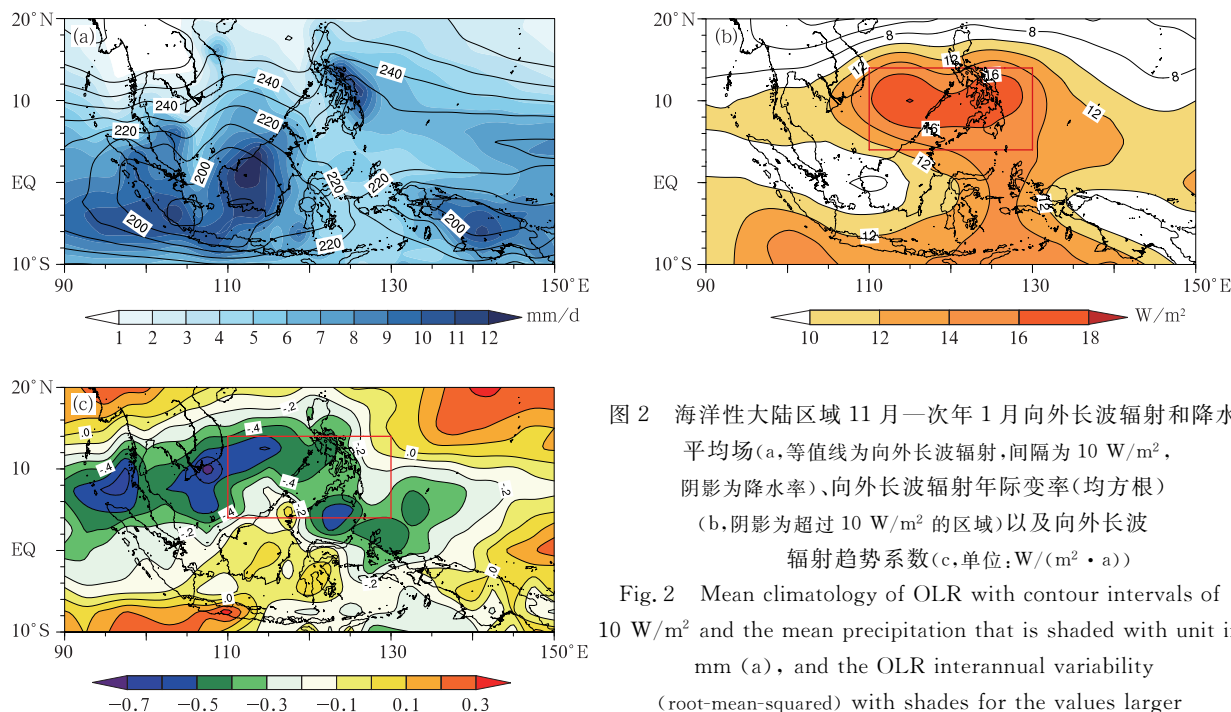 (a)
20°N
10
EQ
10°S
90
110
130
150°E
240
240
240
220
220
200
200
220
220
220
200
1 2 3 4 5 6 7 8 9 10 11 12 mm/d
(b)
20°N
10
EQ
10°S
90
110
130
150°E
8
8
12
12
16
12
16
12
12
12
10 12 14 16 18 W/m²
(c)
20°N
10
EQ
10°S
90
110
130
150°E
.0
-.2
-.4
-.4
-.2
.0
-.4
-.2
-.4
-.2
-.2
-.2
.0
.0
−0.7 −0.5 −0.3 −0.1 0.1 0.3
图 2 海洋性大陆区域 11 月—次年 1 月向外长波辐射和降水
平均场(a,等值线为向外长波辐射,间隔为 10 W/m²,
阴影为降水率)、向外长波辐射年际变率(均方根)
(b,阴影为超过 10 W/m² 的区域)以及向外长波
辐射趋势系数(c,单位:W/(m²·a))
Fig. 2 Mean climatology of OLR with contour intervals of
10 W/m² and the mean precipitation that is shaded with unit i
mm (a), and the OLR interannual variability
(root-mean-squared) with shades for the values larger